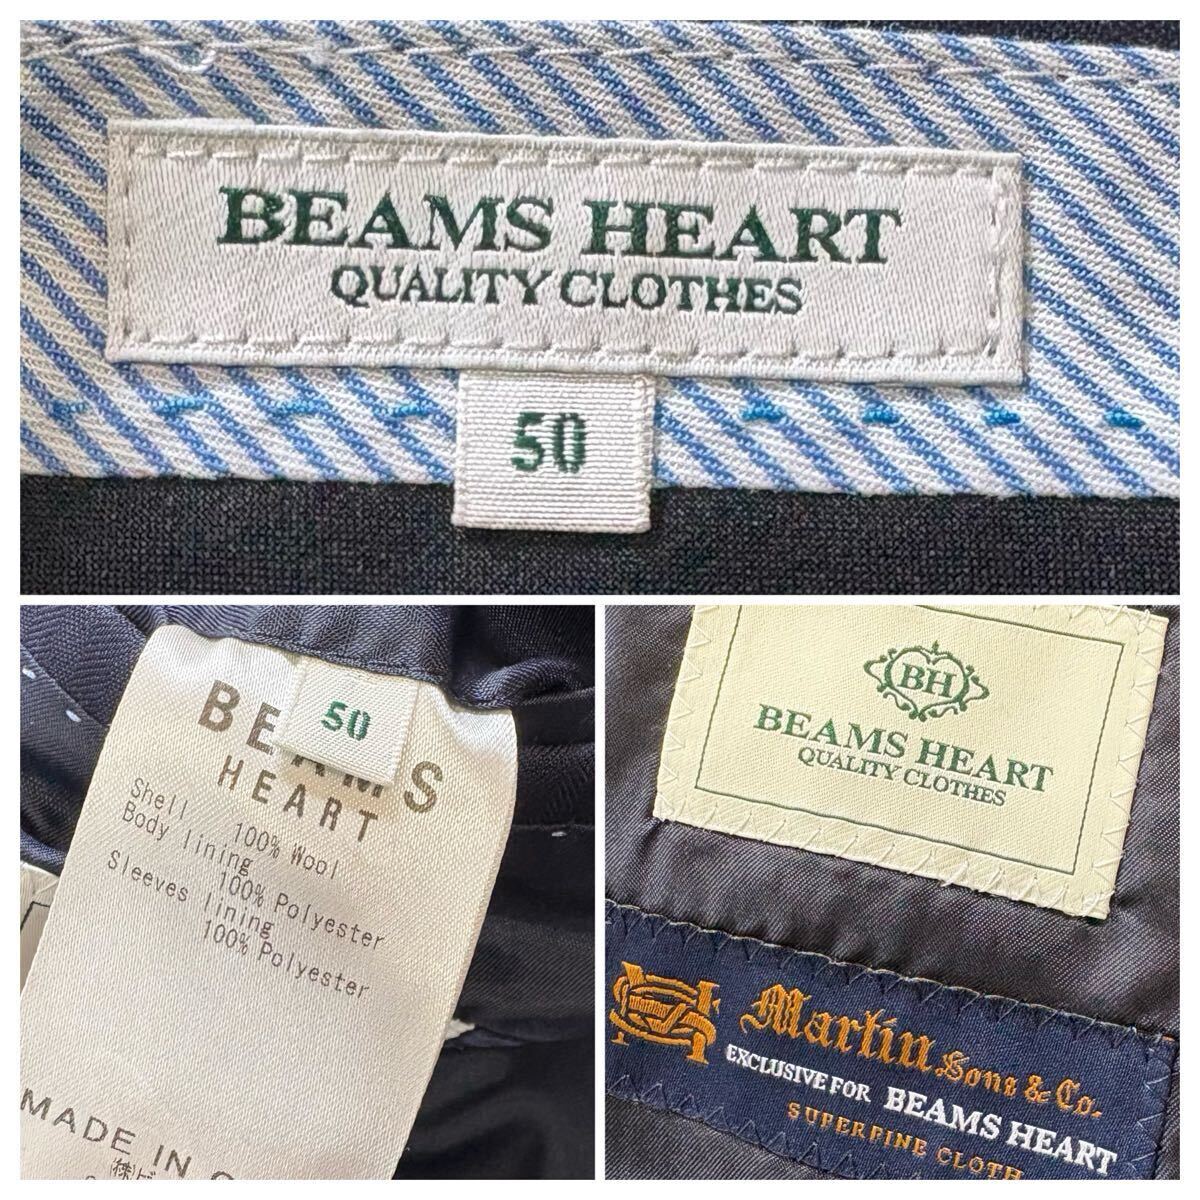 BEAMS HEART
QUALITY CLOTHES
50
BEAMS
50
HEART
Shell 100% Wool
Body lining
100% Polyester
Sleeves lining
100% Polyester
MADE IN
BH
BEAMS HEART
QUALITY CLOTHES
Martin Sons & Co.
EXCLUSIVE FOR BEAMS HEART
SUPERFINE CLOTH